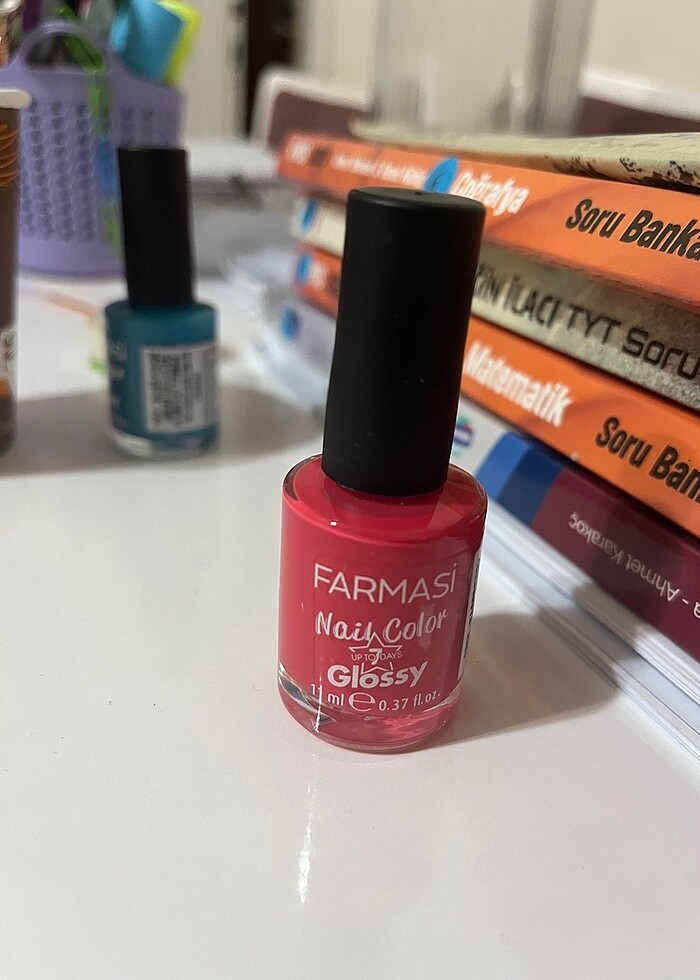 FARMASİ
Nail Color
UP TO 7 DAYS
Glossy
11 ml e 0.37 fl.oz.
Coğrafya
Soru Banka
İLACI TYT Soru
Matematik
Soru Ban
- Ahmet Karakoç